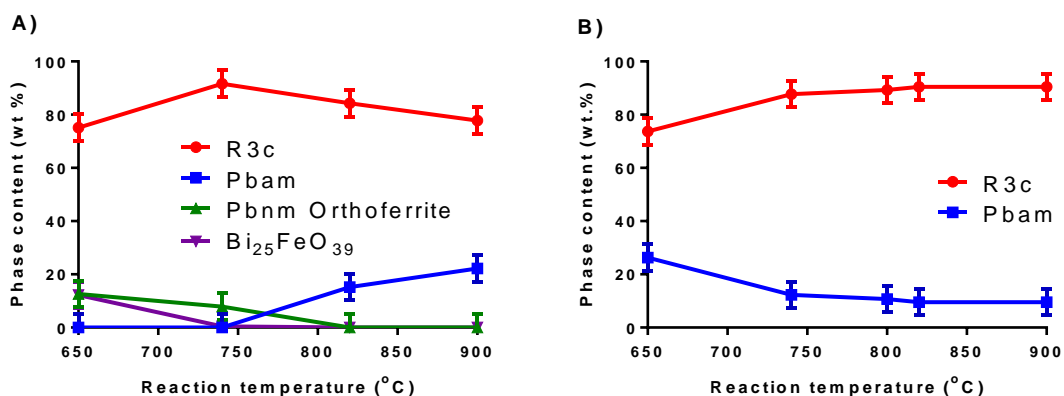 A)
Phase content (wt %)
100
80
60
40
20
0
R3c
Pbam
Pbnm Orthoferrite
Bi₂₅FeO₃₉
650 700 750 800 850 900
Reaction temperature (°C)
B)
Phase content (wt.%)
100
80
60
40
20
0
R3c
Pbam
650 700 750 800 850 900
Reaction temperature (°C)